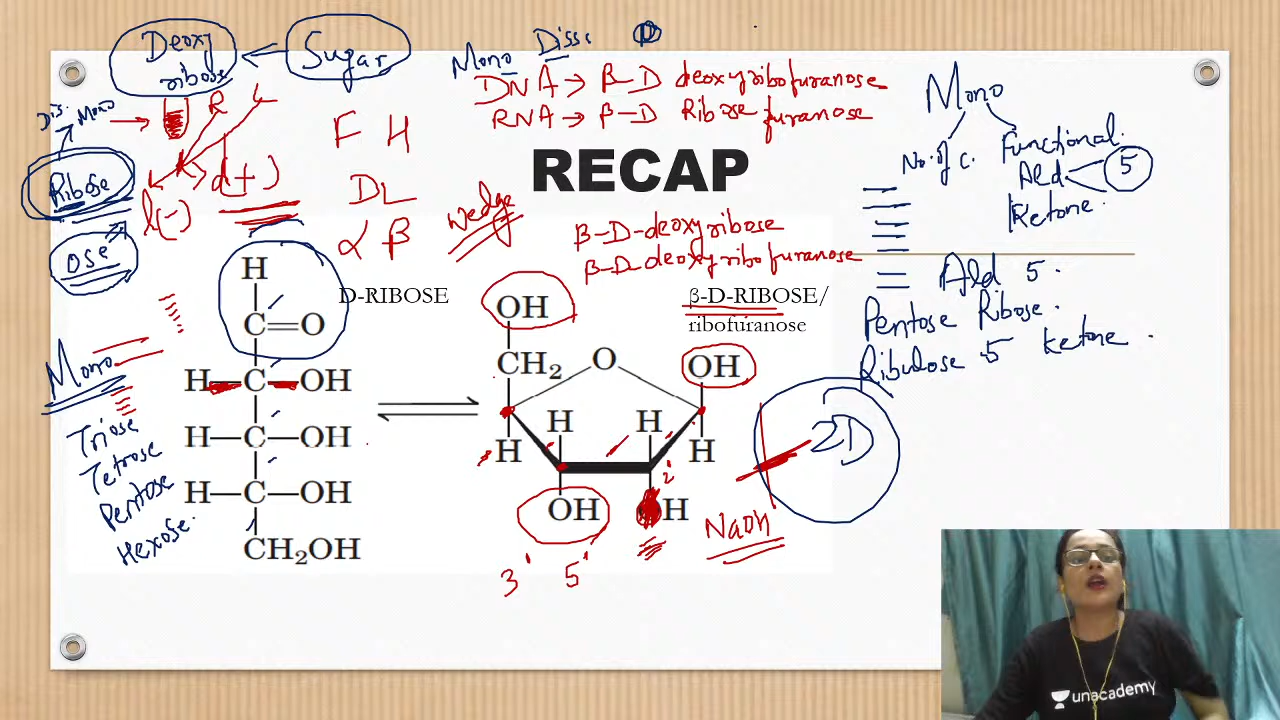 Deoxy
ribose
Sugar
Mono
DNA → β-D deoxyribofuranose
RNA → β-D Ribose furanose
Mono
Functional
No. of c.
Ald
5
Ketone
Mono
R
L
F H
DL
α β
Ribose
d(+)
l(-)
ose
RECAP
Wedge
β-D-deoxyribose
β-D deoxyribofuranose
Ald 5.
Pentose Ribose.
Ribulose 5 ketone
D-RIBOSE
β-D-RIBOSE/
ribofuranose
H
C=O
H-C-OH
H-C-OH
H-C-OH
CH2OH
OH
CH2
O
OH
H
H
H
H
OH
H
2'
3' 5'
NaOH
2D
Mono
Triose
Tetrose
Pentose
Hexose.
unacademy